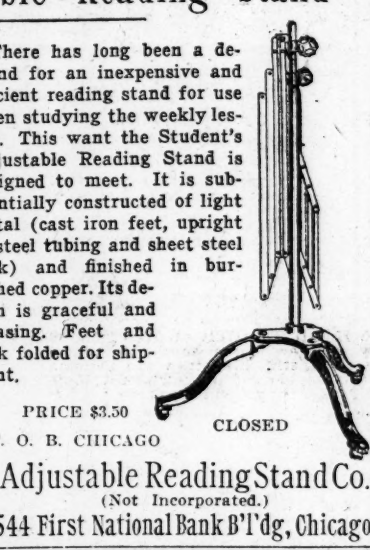 Reading Stand
here has long been a de-
nd for an inexpensive and
cient reading stand for use
en studying the weekly les-
. This want the Student's
justable Reading Stand is
igned to meet. It is sub-
ntially constructed of light
tal (cast iron feet, upright
steel tubing and sheet steel
k) and finished in bur-
hed copper. Its de-
n is graceful and
asing. Feet and
k folded for ship-
nt.
PRICE $3.50
. O. B. CHICAGO
CLOSED
Adjustable Reading Stand Co.
(Not Incorporated.)
544 First National Bank B'l'dg, Chicago